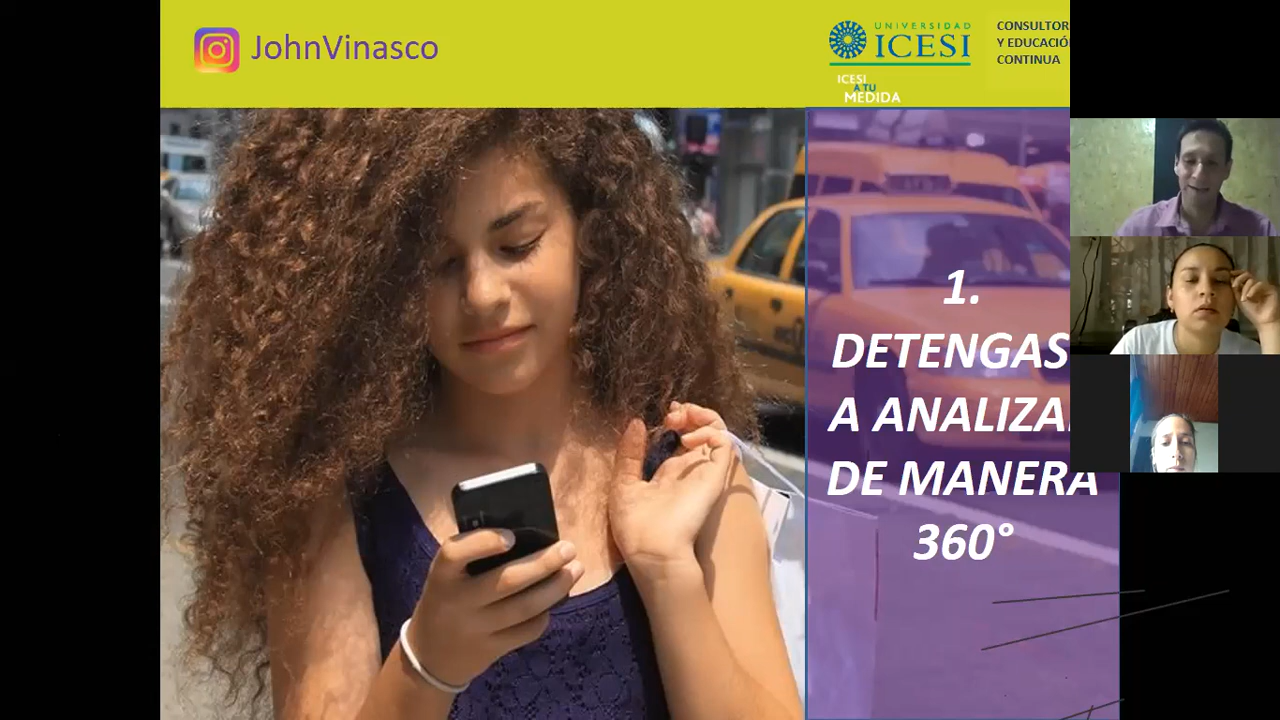 JohnVinasco
UNIVERSIDAD
ICESI
ICESI
A TU
MEDIDA
CONSULTOR
Y EDUCACIÓ
CONTINUA
1.
DETENGAS
A ANALIZA
DE MANERA
360°